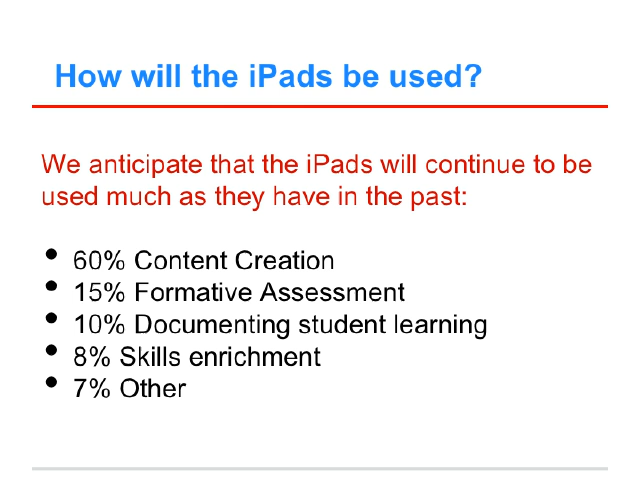 How will the iPads be used?
We anticipate that the iPads will continue to be
used much as they have in the past:
• 60% Content Creation
• 15% Formative Assessment
• 10% Documenting student learning
• 8% Skills enrichment
• 7% Other